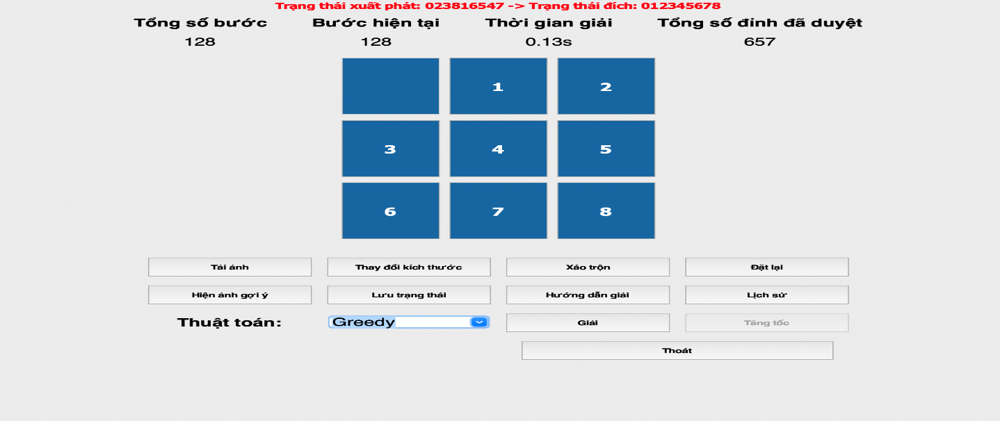 Trạng thái xuất phát: 023816547 -> Trạng thái đích: 012345678
Tổng số bước Bước hiện tại Thời gian giải Tổng số đỉnh đã duyệt
128 128 0.13s 657
1 2
3 4 5
6 7 8
Tải ảnh Thay đổi kích thước Xáo trộn Đặt lại
Hiện ảnh gợi ý Lưu trạng thái Hướng dẫn giải Lịch sử
Thuật toán: Greedy Giải Tăng tốc
Thoát